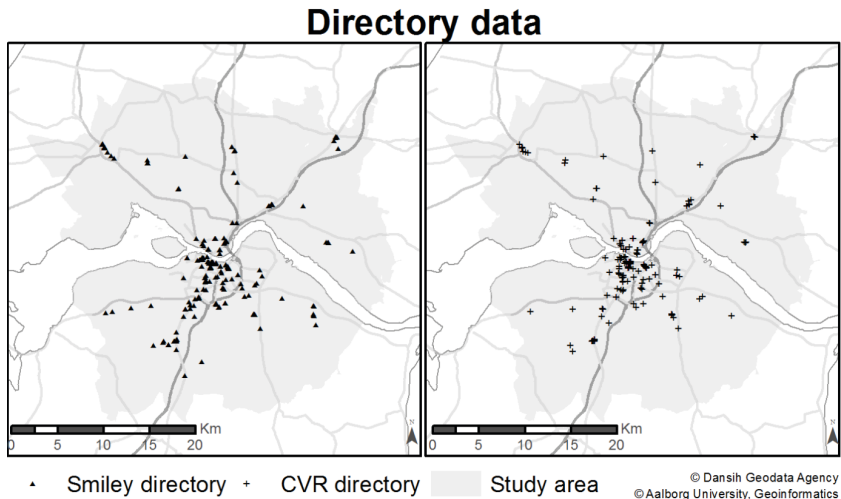 Directory data
Km
0 5 10 15 20
N
Km
0 5 10 15 20
N
Smiley directory
CVR directory
Study area
© Dansih Geodata Agency
© Aalborg University, Geoinformatics